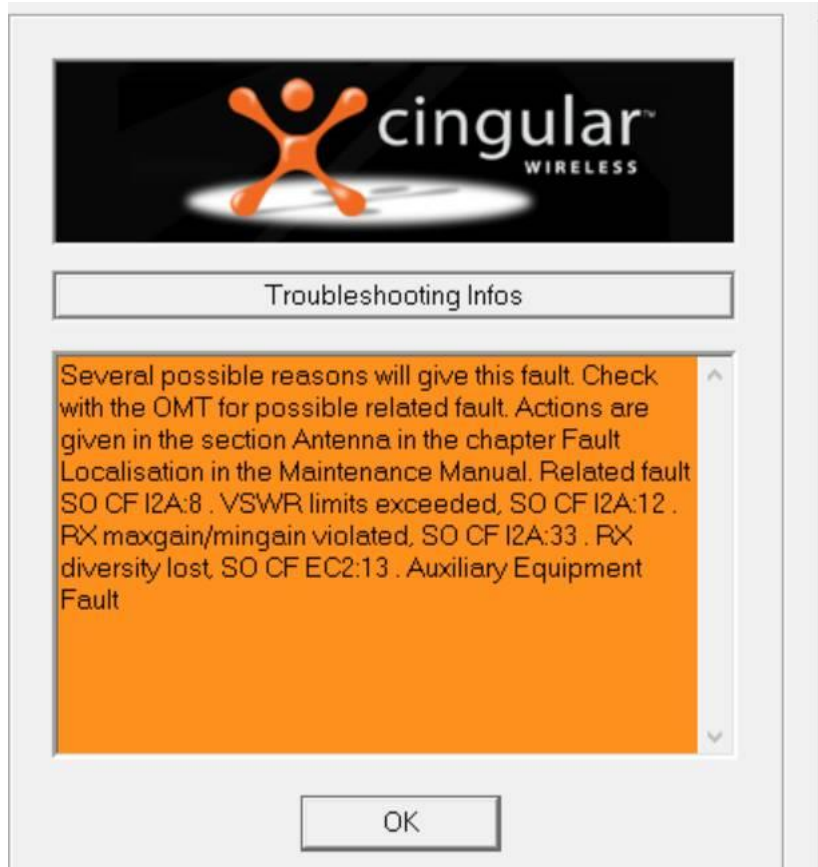 cingular™
WIRELESS
Troubleshooting Infos
Several possible reasons will give this fault. Check
with the OMT for possible related fault. Actions are
given in the section Antenna in the chapter Fault
Localisation in the Maintenance Manual. Related fault
SO CF I2A:8 . VSWR limits exceeded, SO CF I2A:12 .
RX maxgain/mingain violated, SO CF I2A:33 . RX
diversity lost, SO CF EC2:13 . Auxiliary Equipment
Fault
OK